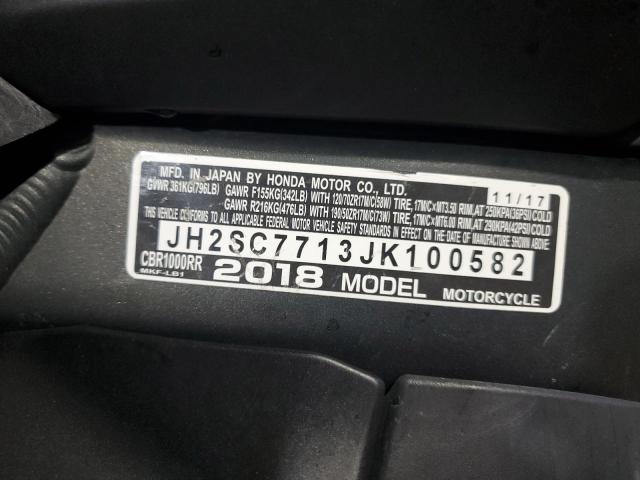 MFD. IN JAPAN BY HONDA MOTOR CO., LTD. 11/17
GVWR 361KG(796LB) GAWR F155KG(342LB) WITH 120/70ZR17M/C(58W) TIRE, 17M/C×MT3.50 RIM, AT 250KPA(36PSI)COLD
GAWR R216KG(476LB) WITH 190/50ZR17M/C(73W) TIRE, 17M/C×MT6.00 RIM, AT 290KPA(42PSI)COLD
THIS VEHICLE CONFORMS TO ALL APPLICABLE FEDERAL MOTOR VEHICLE SAFETY STANDARDS IN EFFECT ON THE DATE OF MANUFACTURE SHOWN ABOVE.
JH2SC7713JK100582
CBR1000RR 2018 MODEL MOTORCYCLE
MKF-LB1